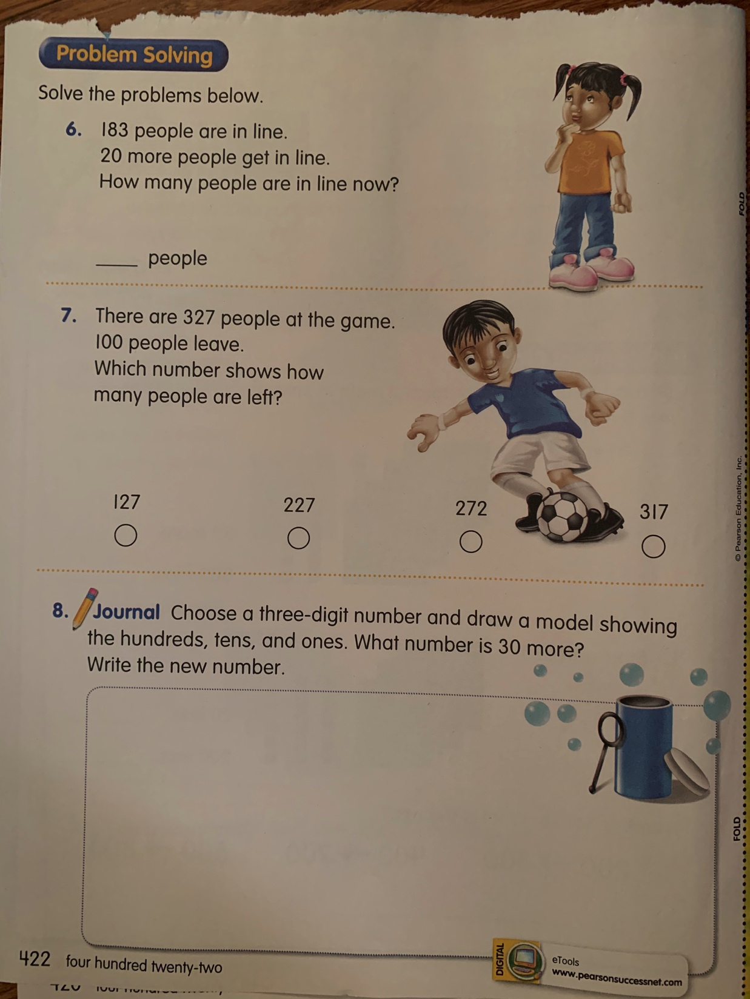 Problem Solving
Solve the problems below.
6. 183 people are in line.
20 more people get in line.
How many people are in line now?
____ people
7. There are 327 people at the game.
100 people leave.
Which number shows how
many people are left?
127 227 272 317
8. Journal Choose a three-digit number and draw a model showing
the hundreds, tens, and ones. What number is 30 more?
Write the new number.
422 four hundred twenty-two
DIGITAL
eTools
www.pearsonsuccessnet.com
FOLD
© Pearson Education, Inc.
FOLD